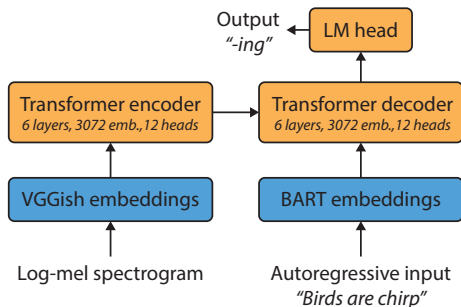 Output
"-ing"
LM head
Transformer encoder
6 layers, 3072 emb.,12 heads
Transformer decoder
6 layers, 3072 emb.,12 heads
VGGish embeddings
BART embeddings
Log-mel spectrogram
Autoregressive input
"Birds are chirp"